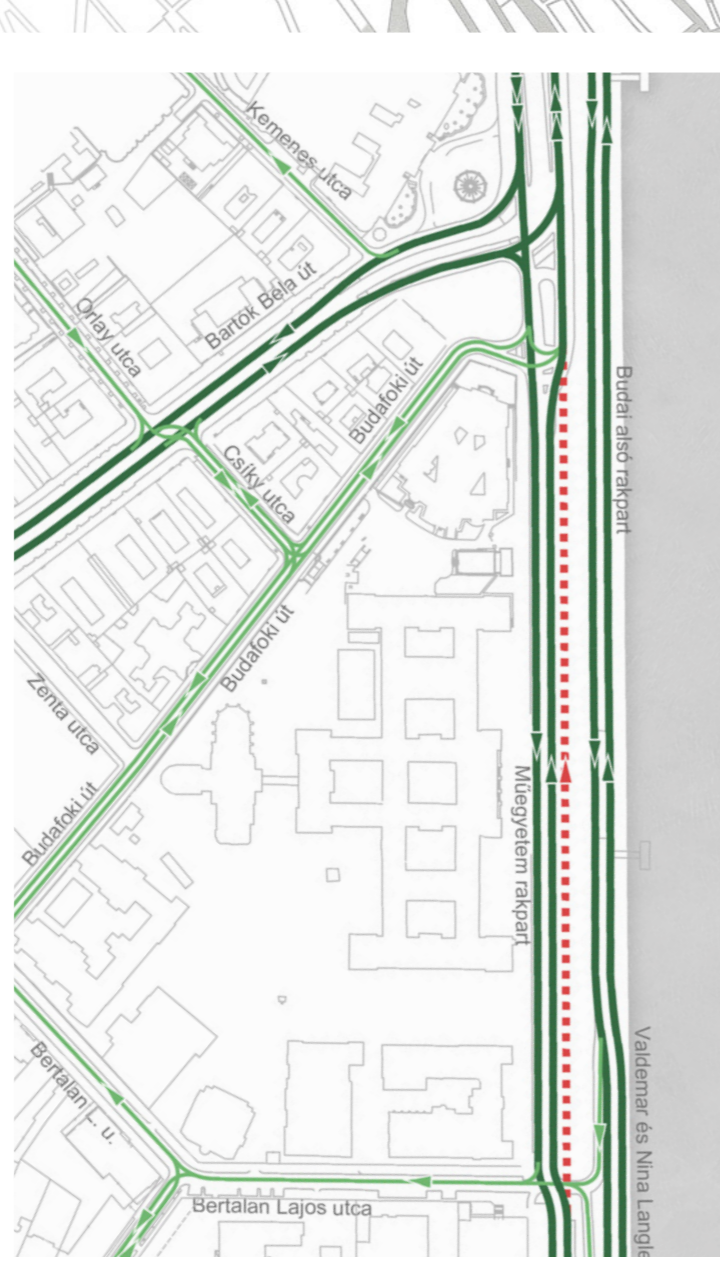 Kemenes utca
Bartók Béla út
Orlay utca
Budafoki út
Budai alsó rakpart
Csíky utca
Budafoki út
Zenta utca
Budafoki út
Műegyetem rakpart
Bertalan L. u.
Valdemar és Nina Langle
Bertalan Lajos utca